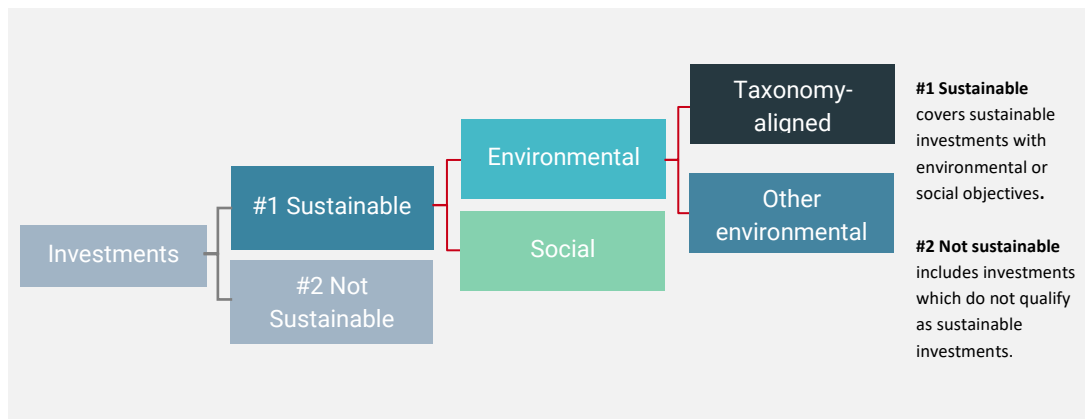 Investments
#1 Sustainable
#2 Not
Sustainable
Environmental
Social
Taxonomy-
aligned
Other
environmental
#1 Sustainable
covers sustainable
investments with
environmental or
social objectives.
#2 Not sustainable
includes investments
which do not qualify
as sustainable
investments.